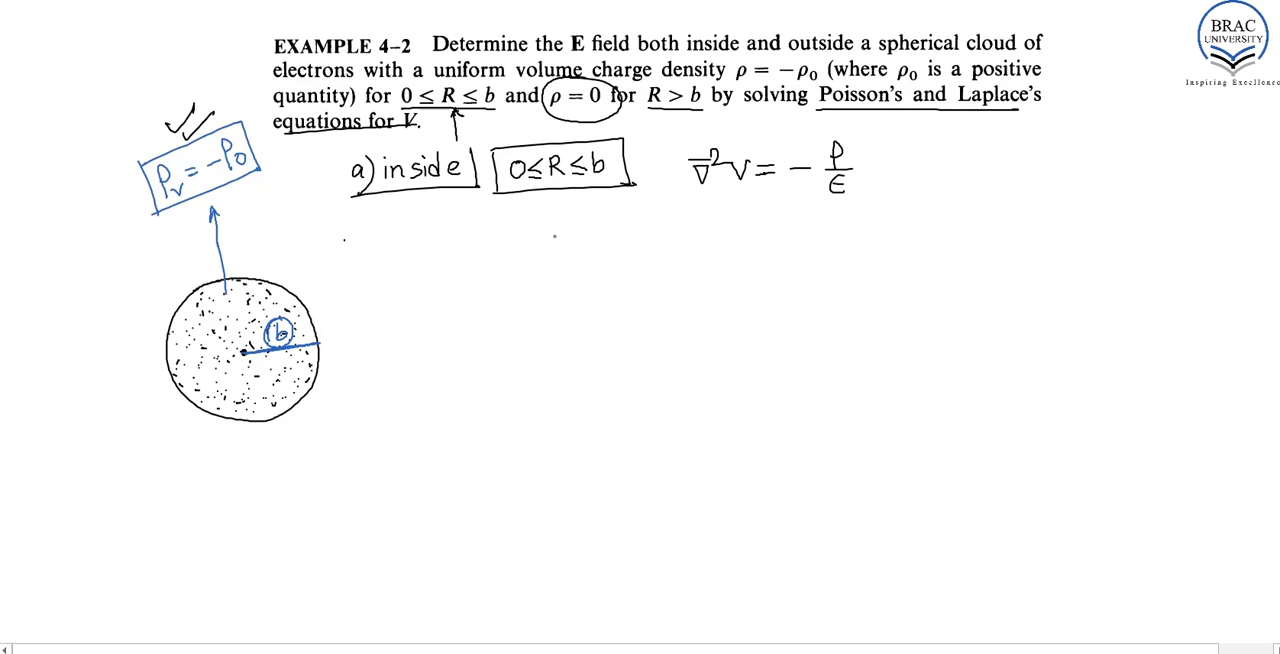 BRAC
UNIVERSITY
Inspiring Excellence
EXAMPLE 4–2 Determine the E field both inside and outside a spherical cloud of
electrons with a uniform volume charge density ρ = −ρ₀ (where ρ₀ is a positive
quantity) for 0 ≤ R ≤ b and ρ = 0 for R > b by solving Poisson's and Laplace's
equations for V.
ρᵥ = −ρ₀
a) inside 0 ≤ R ≤ b ∇²V = − ρ/ϵ
b